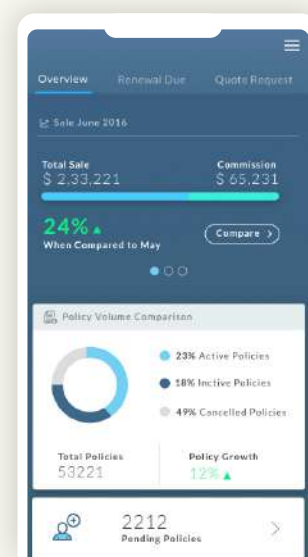 Overview Renewal Due Quote Request
Sale June 2016
Total Sale Commission
$ 2,33,221 $ 65,231
24%
When Compared to May Compare >
Policy Volume Comparison
23% Active Policies
18% Inctive Policies
49% Cancelled Policies
Total Policies Policy Growth
53221 12%
2212
Pending Policies